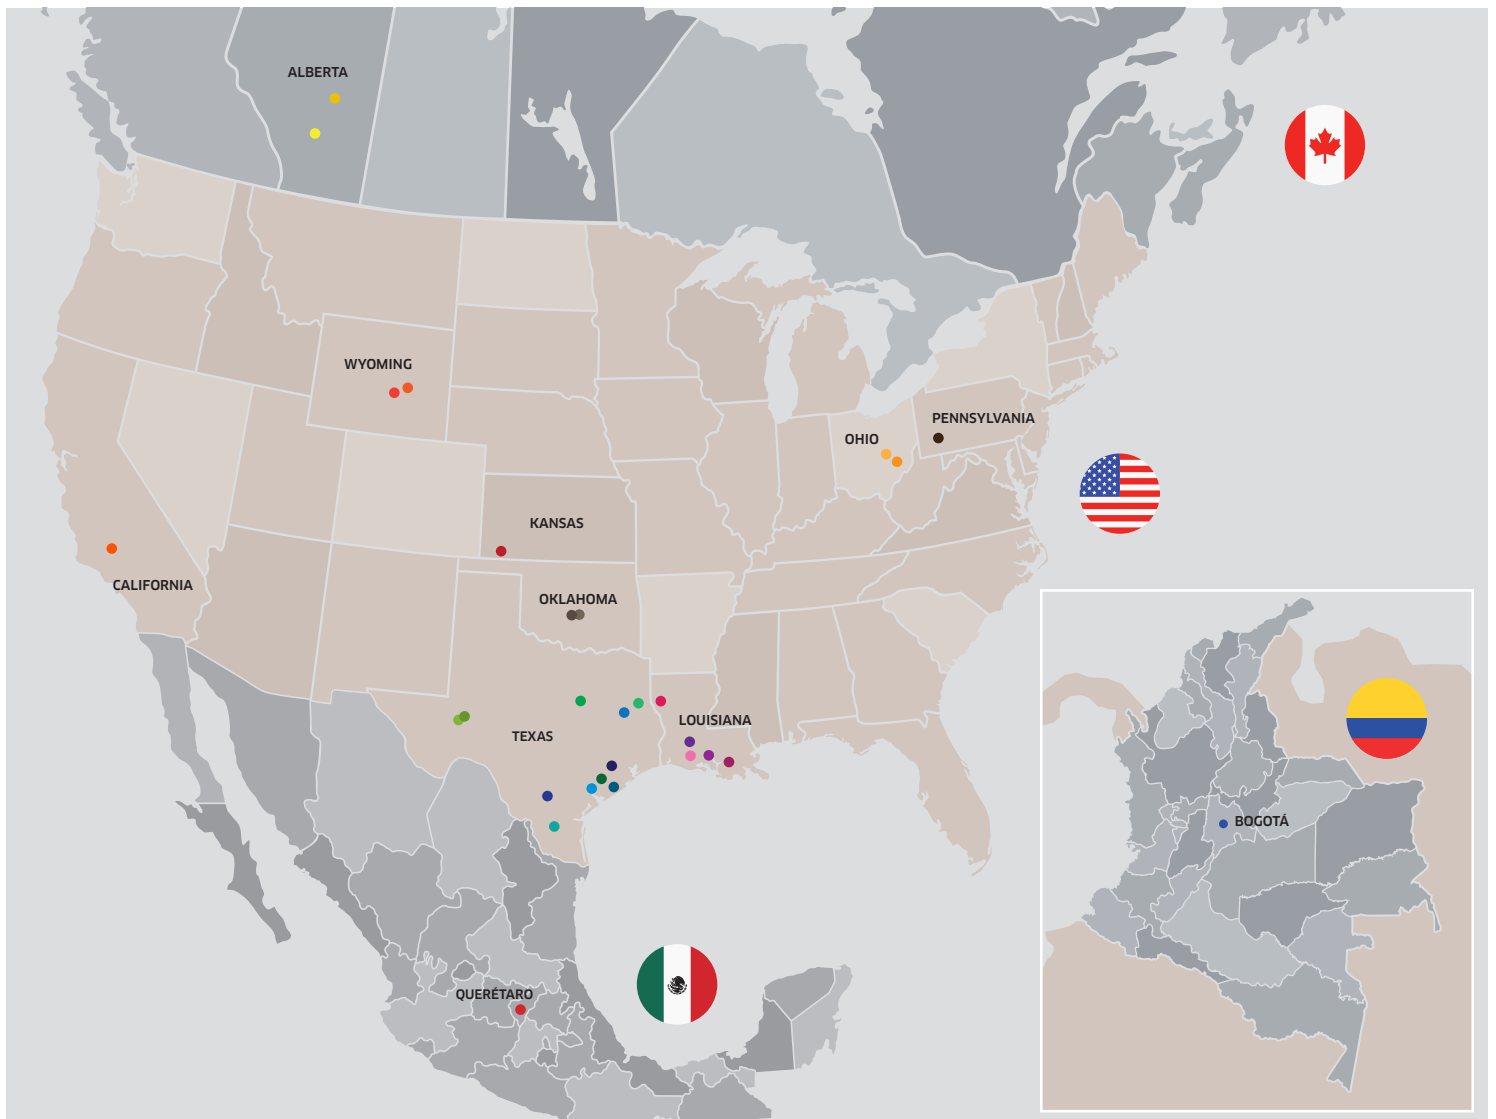 ALBERTA
WYOMING
PENNSYLVANIA
OHIO
KANSAS
CALIFORNIA
OKLAHOMA
LOUISIANA
TEXAS
BOGOTÁ
QUERÉTARO